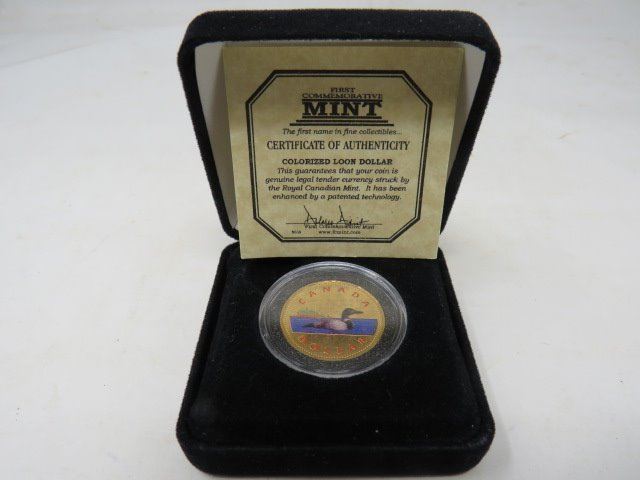 FIRST
COMMEMORATIVE
MINT
The first name in fine collectibles...
CERTIFICATE OF AUTHENTICITY
COLORIZED LOON DOLLAR
This guarantees that your coin is
genuine legal tender currency struck by
the Royal Canadian Mint. It has been
enhanced by a patented technology.
First Commemorative Mint
CANADA
DOLLAR